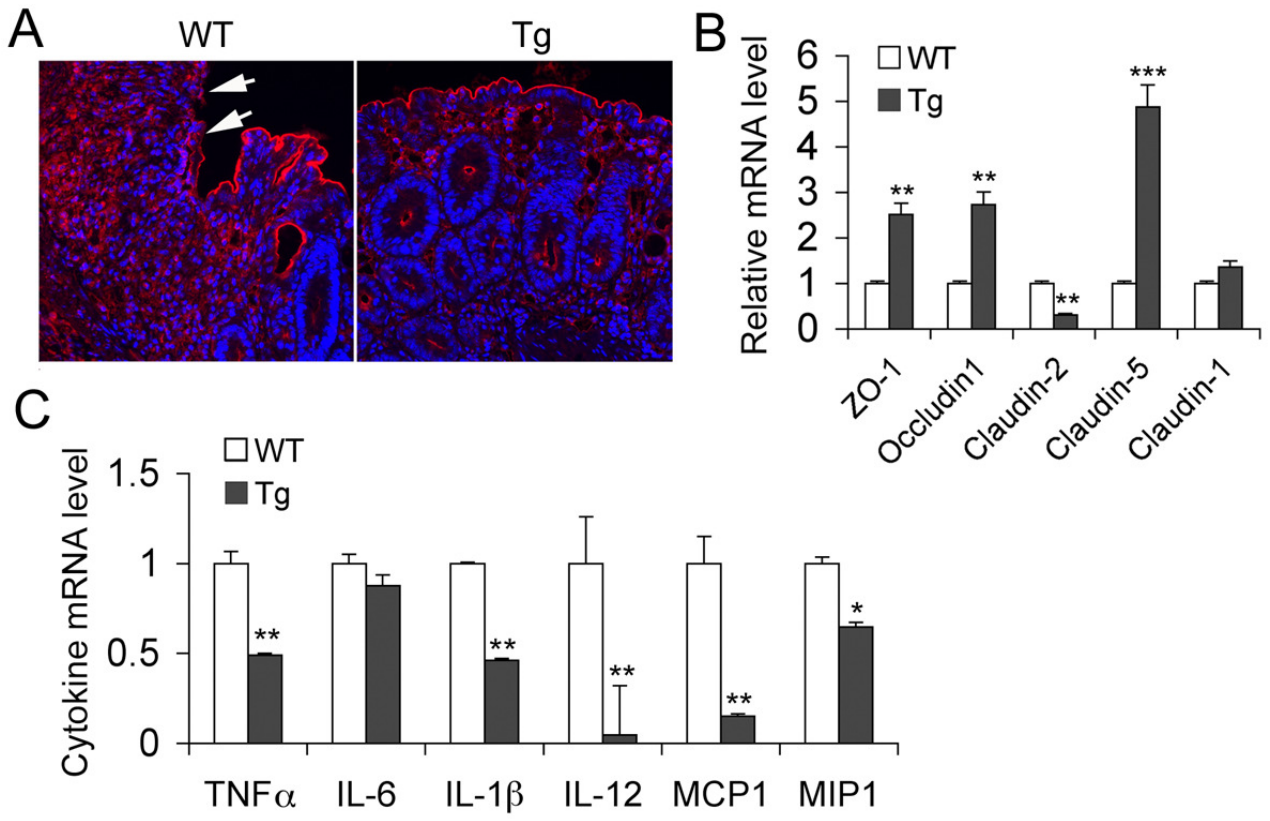 A
WT
Tg
B
Relative mRNA level
6
5
4
3
2
1
0
WT
Tg
**
**
**
***
ZO-1
Occludin1
Claudin-2
Claudin-5
Claudin-1
C
Cytokine mRNA level
1.5
1
0.5
0
WT
Tg
**
**
**
**
*
TNFα
IL-6
IL-1β
IL-12
MCP1
MIP1